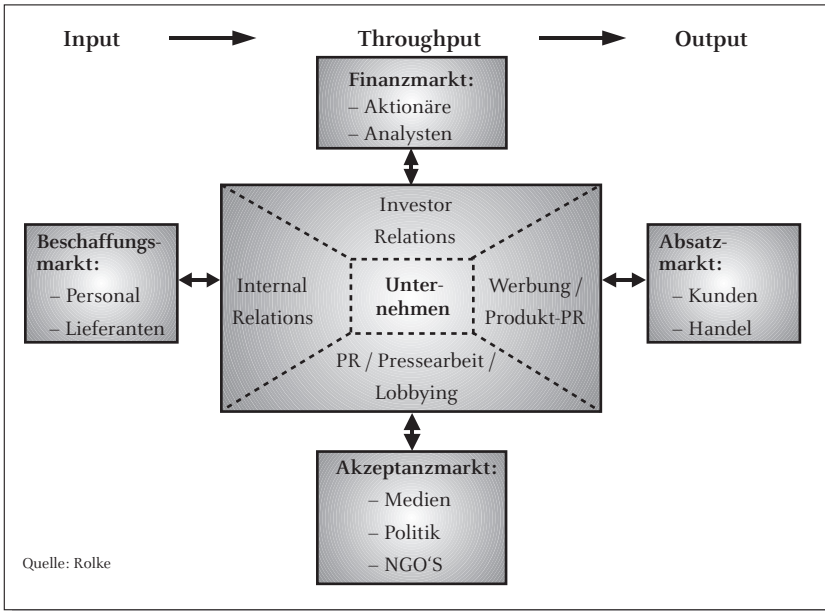 Input Throughput Output
Finanzmarkt:
– Aktionäre
– Analysten
Investor
Relations
Beschaffungs-
markt:
– Personal
– Lieferanten
Internal
Relations
Unter-
nehmen
Werbung /
Produkt-PR
Absatz-
markt:
– Kunden
– Handel
PR / Pressearbeit /
Lobbying
Akzeptanzmarkt:
– Medien
– Politik
– NGO‘S
Quelle: Rolke